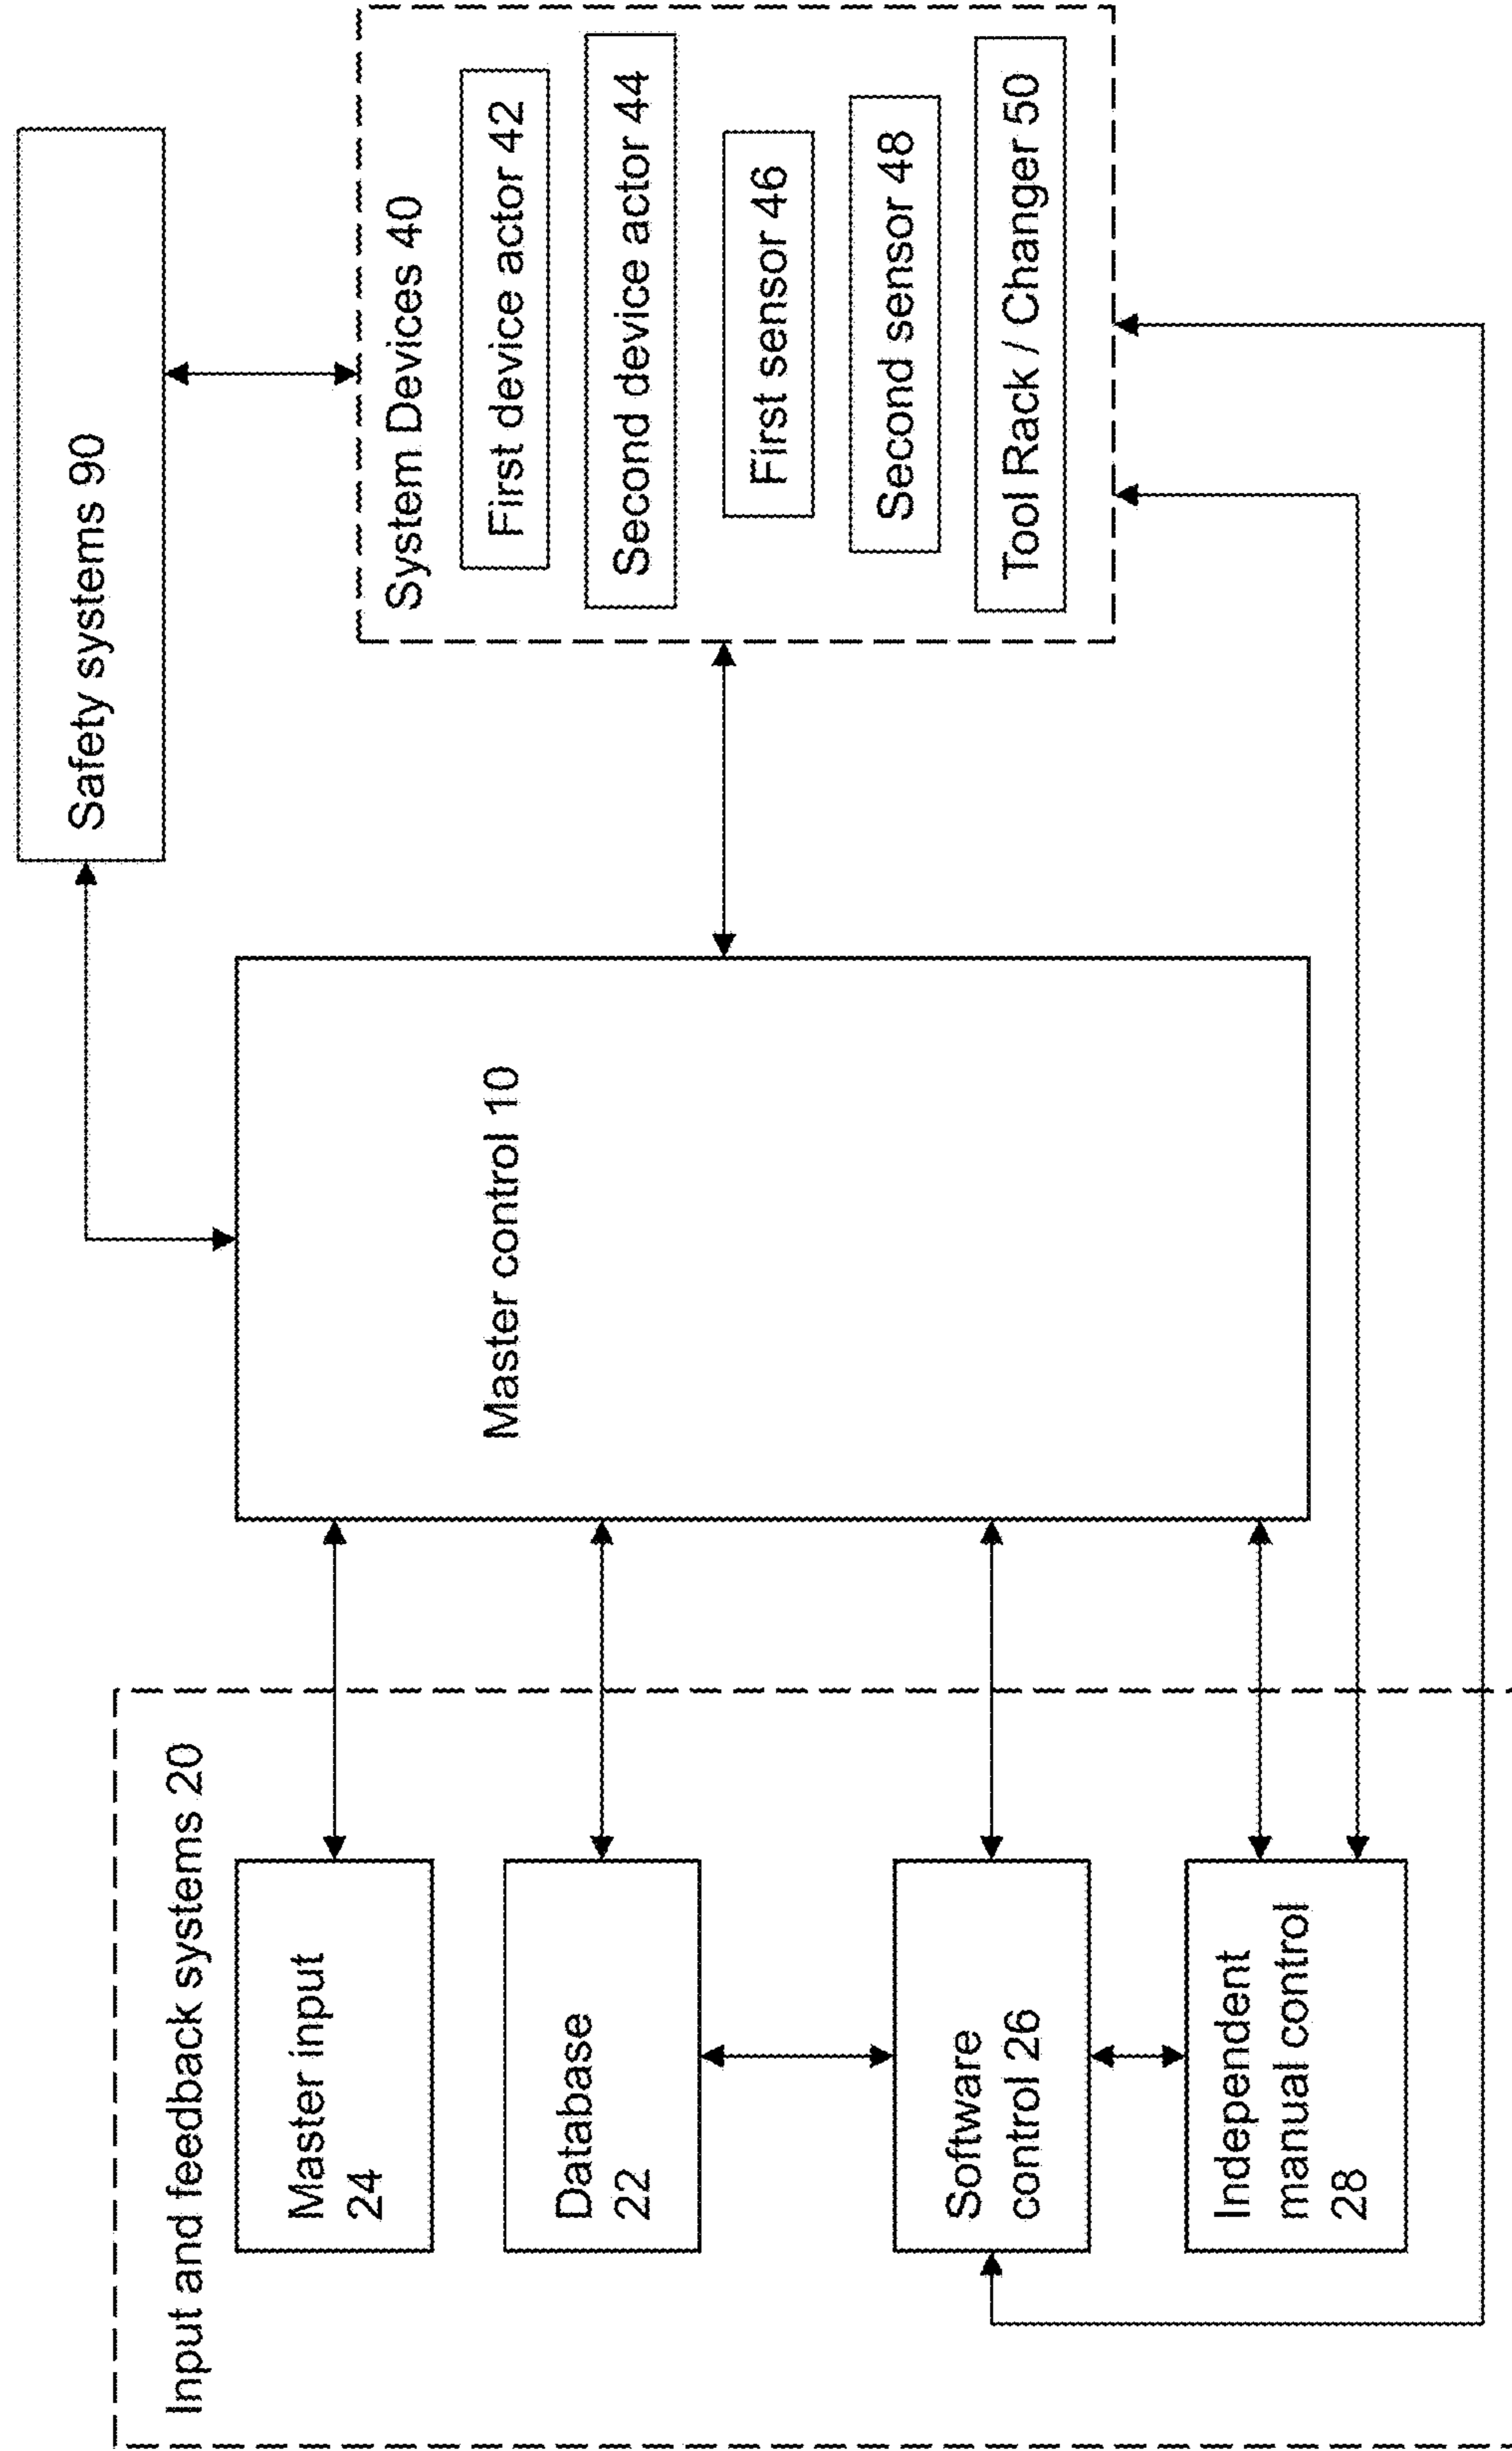 Input and feedback systems 20
Master input
24
Database
22
Software
control 26
Independent
manual control
28
Master control 10
Safety systems 90
System Devices 40
First device actor 42
Second device actor 44
First sensor 46
Second sensor 48
Tool Rack / Changer 50